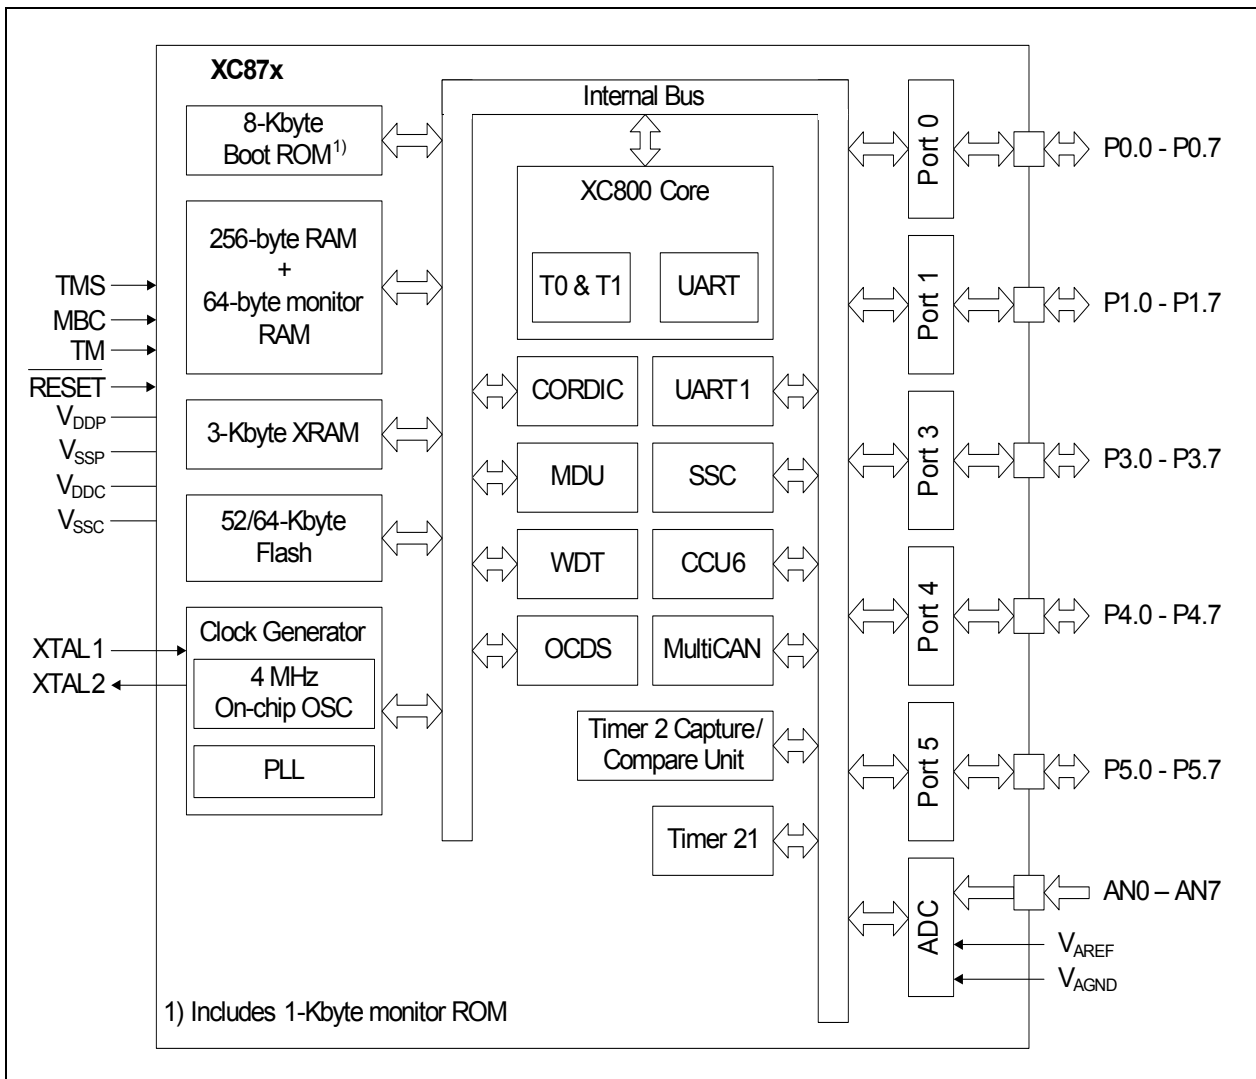 XC87x
Internal Bus
8-Kbyte
Boot ROM1)
256-byte RAM
+
64-byte monitor
RAM
3-Kbyte XRAM
52/64-Kbyte
Flash
Clock Generator
4 MHz
On-chip OSC
PLL
TMS
MBC
TM
RESET
VDDP
VSSP
VDDC
VSSC
XTAL1
XTAL2
XC800 Core
T0 & T1
UART
CORDIC
UART1
MDU
SSC
WDT
CCU6
OCDS
MultiCAN
Timer 2 Capture/
Compare Unit
Timer 21
Port 0
P0.0 - P0.7
Port 1
P1.0 - P1.7
Port 3
P3.0 - P3.7
Port 4
P4.0 - P4.7
Port 5
P5.0 - P5.7
ADC
AN0 – AN7
VAREF
VAGND
1) Includes 1-Kbyte monitor ROM